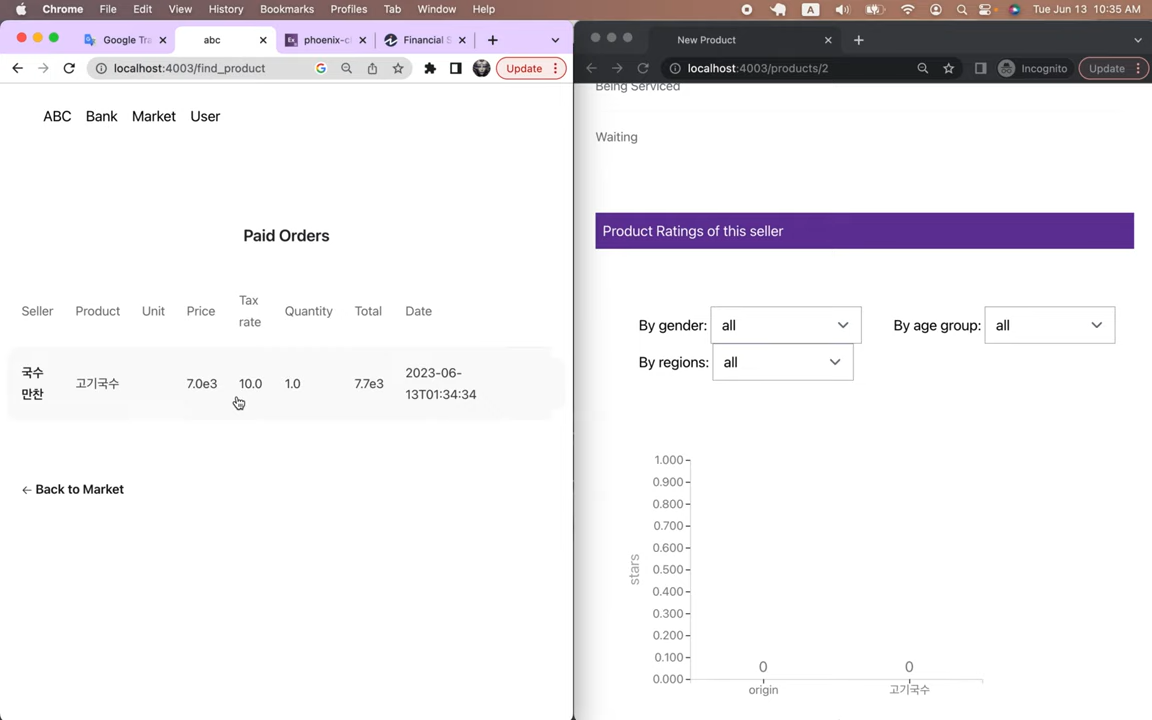 Chrome File Edit View History Bookmarks Profiles Tab Window Help A Tue Jun 13 10:35 AM
Google Tra
abc
phoenix-cl
Financial S
localhost:4003/find_product
Update
ABC Bank Market User
Paid Orders
Seller Product Unit Price Tax rate Quantity Total Date
국수
만찬
고기국수
7.0e3
10.0
1.0
7.7e3
2023-06-
13T01:34:34
← Back to Market
New Product
localhost:4003/products/2
Incognito
Update
Being Serviced
Waiting
Product Ratings of this seller
By gender: all
By age group: all
By regions: all
stars
1.000
0.900
0.800
0.700
0.600
0.500
0.400
0.300
0.200
0.100
0.000
0 0
origin 고기국수